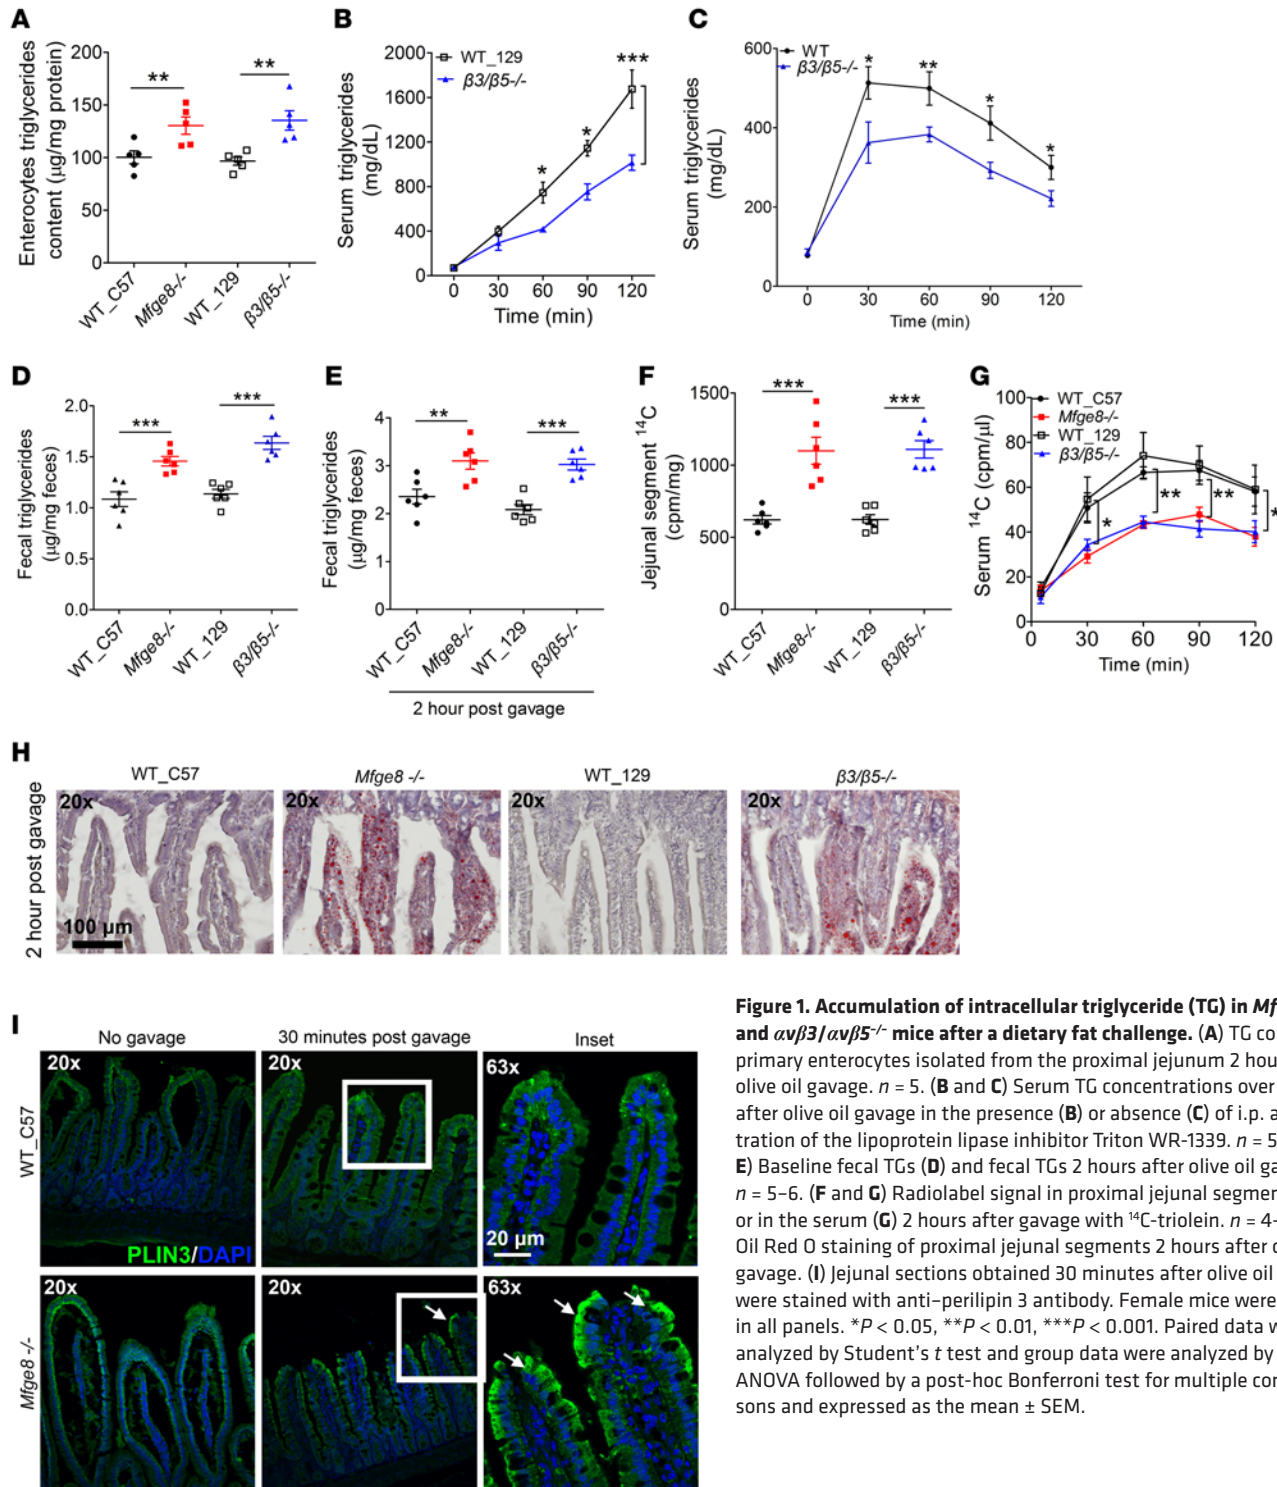 A
Enterocytes triglycerides
content (µg/mg protein)
200
150
100
50
0
**
**
WT_C57
Mfge8-/-
WT_129
β3/β5-/-
B
Serum triglycerides
(mg/dL)
2000
1600
1200
800
400
0
WT_129
β3/β5-/-
*
*
***
0 30 60 90 120
Time (min)
C
Serum triglycerides
(mg/dL)
600
400
200
0
WT
β3/β5-/-
*
**
*
*
0 30 60 90 120
Time (min)
D
Fecal triglycerides
(µg/mg feces)
2.0
1.5
1.0
0.5
0.0
***
***
WT_C57
Mfge8-/-
WT_129
β3/β5-/-
E
Fecal triglycerides
(µg/mg feces)
4
3
2
1
0
**
***
WT_C57
Mfge8-/-
WT_129
β3/β5-/-
2 hour post gavage
F
Jejunal segment ¹⁴C
(cpm/mg)
1500
1000
500
0
***
***
WT_C57
Mfge8-/-
WT_129
β3/β5-/-
G
Serum ¹⁴C (cpm/µl)
100
80
60
40
20
0
WT_C57
Mfge8-/-
WT_129
β3/β5-/-
*
**
**
*
0 30 60 90 120
Time (min)
H
2 hour post gavage
WT_C57
Mfge8 -/-
WT_129
β3/β5-/-
20x
20x
20x
20x
100 µm
I
No gavage
30 minutes post gavage
Inset
WT_C57
20x
20x
63x
PLIN3/DAPI
20 µm
Mfge8 -/-
20x
20x
63x
Figure 1. Accumulation of intracellular triglyceride (TG) in Mf
and αvβ3/αvβ5⁻/⁻ mice after a dietary fat challenge. (A) TG co
primary enterocytes isolated from the proximal jejunum 2 hou
olive oil gavage. n = 5. (B and C) Serum TG concentrations over
after olive oil gavage in the presence (B) or absence (C) of i.p. a
tration of the lipoprotein lipase inhibitor Triton WR-1339. n = 5
E) Baseline fecal TGs (D) and fecal TGs 2 hours after olive oil ga
n = 5–6. (F and G) Radiolabel signal in proximal jejunal segmen
or in the serum (G) 2 hours after gavage with ¹⁴C-triolein. n = 4-
Oil Red O staining of proximal jejunal segments 2 hours after o
gavage. (I) Jejunal sections obtained 30 minutes after olive oil
were stained with anti–perilipin 3 antibody. Female mice were
in all panels. *P < 0.05, **P < 0.01, ***P < 0.001. Paired data w
analyzed by Student's t test and group data were analyzed by
ANOVA followed by a post-hoc Bonferroni test for multiple con
sons and expressed as the mean ± SEM.